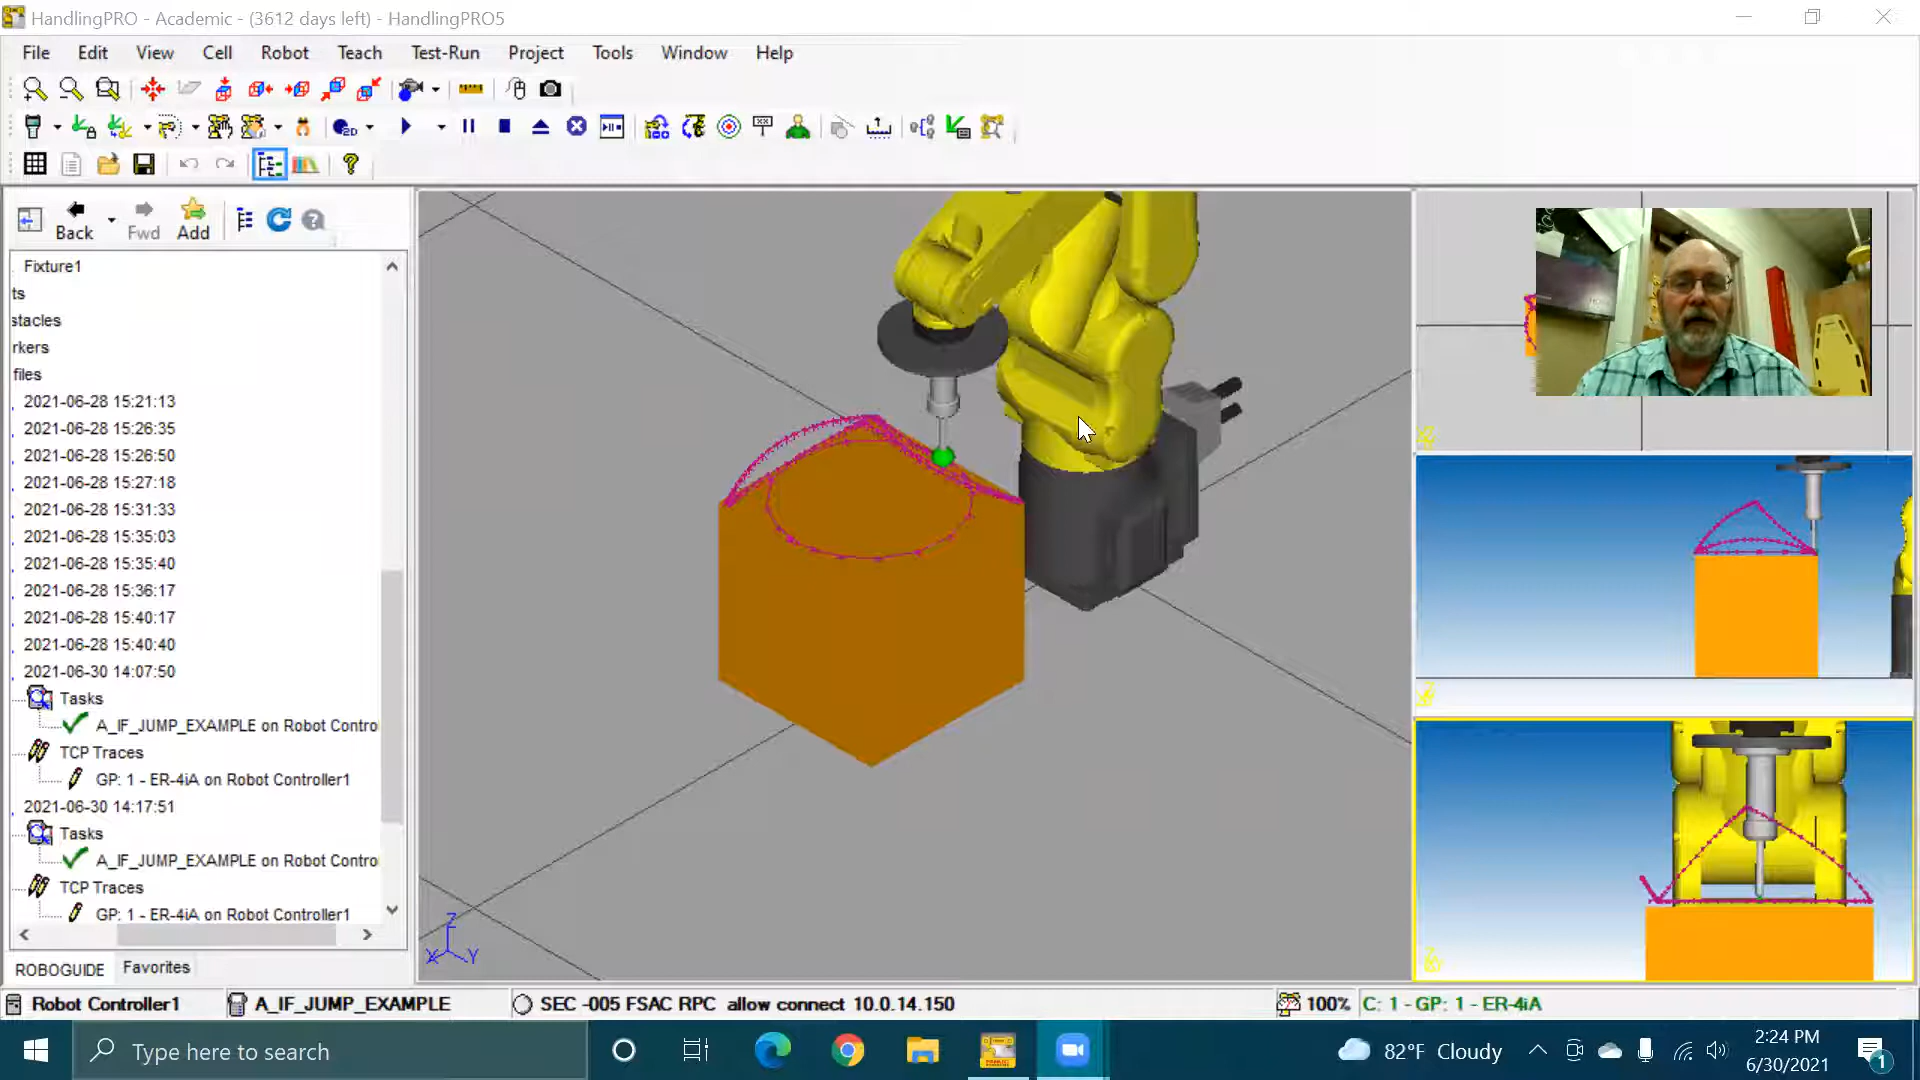 HandlingPRO - Academic - (3612 days left) - HandlingPRO5
File Edit View Cell Robot Teach Test-Run Project Tools Window Help
2D
Back Fwd Add
Fixture1
ts
stacles
rkers
files
2021-06-28 15:21:13
2021-06-28 15:26:35
2021-06-28 15:26:50
2021-06-28 15:27:18
2021-06-28 15:31:33
2021-06-28 15:35:03
2021-06-28 15:35:40
2021-06-28 15:36:17
2021-06-28 15:40:17
2021-06-28 15:40:40
2021-06-30 14:07:50
Tasks
A_IF_JUMP_EXAMPLE on Robot Contro
TCP Traces
GP: 1 - ER-4iA on Robot Controller1
2021-06-30 14:17:51
Tasks
A_IF_JUMP_EXAMPLE on Robot Contro
TCP Traces
GP: 1 - ER-4iA on Robot Controller1
Z
X Y
ROBOGUIDE Favorites
Robot Controller1 A_IF_JUMP_EXAMPLE SEC -005 FSAC RPC allow connect 10.0.14.150 100% C: 1 - GP: 1 - ER-4iA
Type here to search
82°F Cloudy
2:24 PM
6/30/2021
1